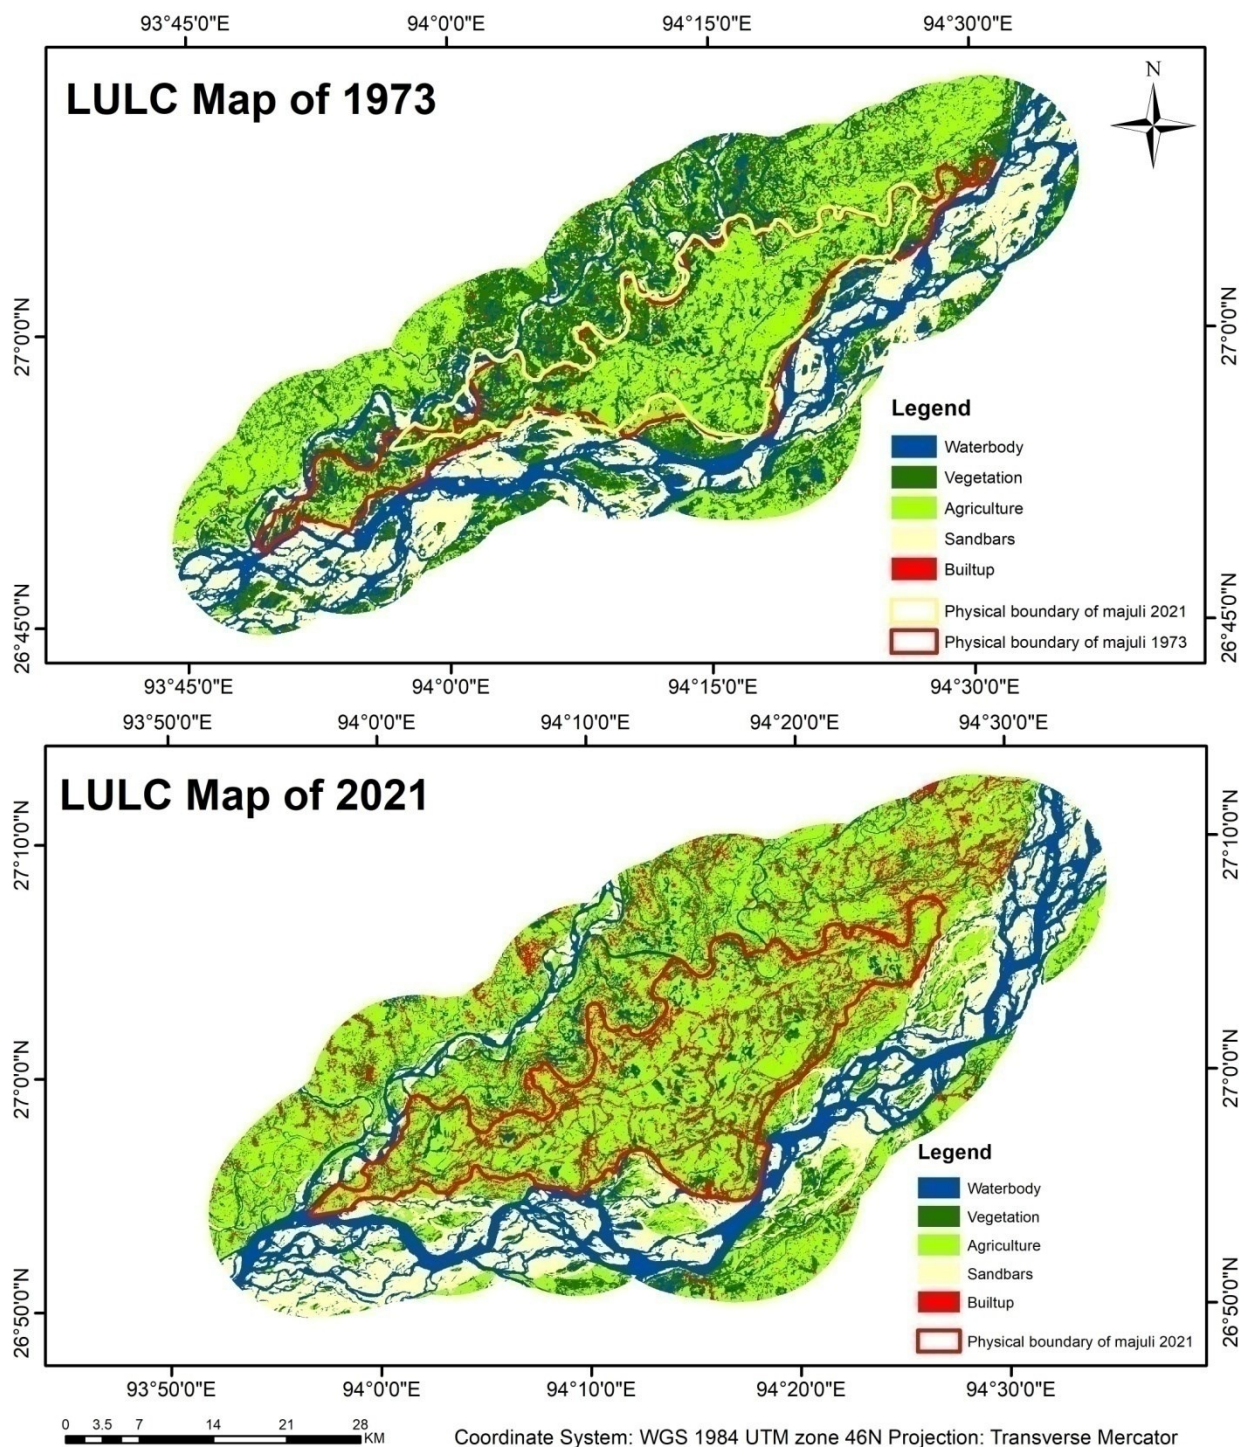 93°45'0"E 94°0'0"E 94°15'0"E 94°30'0"E
LULC Map of 1973
N
27°0'0"N
27°0'0"N
26°45'0"N
26°45'0"N
Legend
Waterbody
Vegetation
Agriculture
Sandbars
Builtup
Physical boundary of majuli 2021
Physical boundary of majuli 1973
93°45'0"E 94°0'0"E 94°15'0"E 94°30'0"E
93°50'0"E 94°0'0"E 94°10'0"E 94°20'0"E 94°30'0"E
LULC Map of 2021
27°10'0"N
27°10'0"N
27°0'0"N
27°0'0"N
26°50'0"N
26°50'0"N
Legend
Waterbody
Vegetation
Agriculture
Sandbars
Builtup
Physical boundary of majuli 2021
93°50'0"E 94°0'0"E 94°10'0"E 94°20'0"E 94°30'0"E
0 3.5 7 14 21 28
KM
Coordinate System: WGS 1984 UTM zone 46N Projection: Transverse Mercator